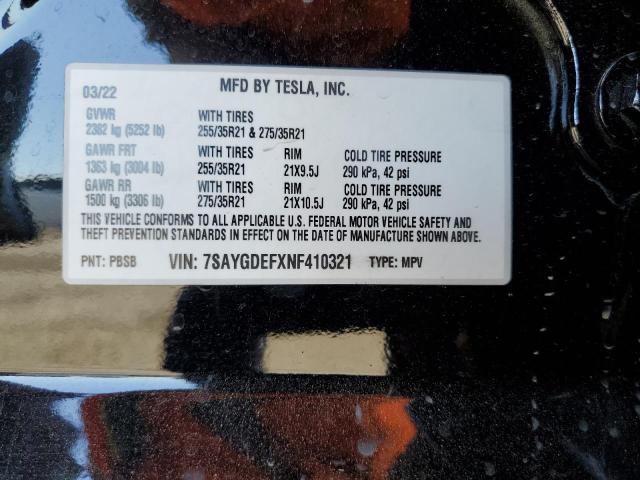 03/22 MFD BY TESLA, INC.
GVWR WITH TIRES
2382 kg (5252 lb) 255/35R21 & 275/35R21
GAWR FRT WITH TIRES RIM COLD TIRE PRESSURE
1363 kg (3004 lb) 255/35R21 21X9.5J 290 kPa, 42 psi
GAWR RR WITH TIRES RIM COLD TIRE PRESSURE
1500 kg (3306 lb) 275/35R21 21X10.5J 290 kPa, 42 psi
THIS VEHICLE CONFORMS TO ALL APPLICABLE U.S. FEDERAL MOTOR VEHICLE SAFETY AND
THEFT PREVENTION STANDARDS IN EFFECT ON THE DATE OF MANUFACTURE SHOWN ABOVE.
PNT: PBSB VIN: 7SAYGDEFXNF410321 TYPE: MPV